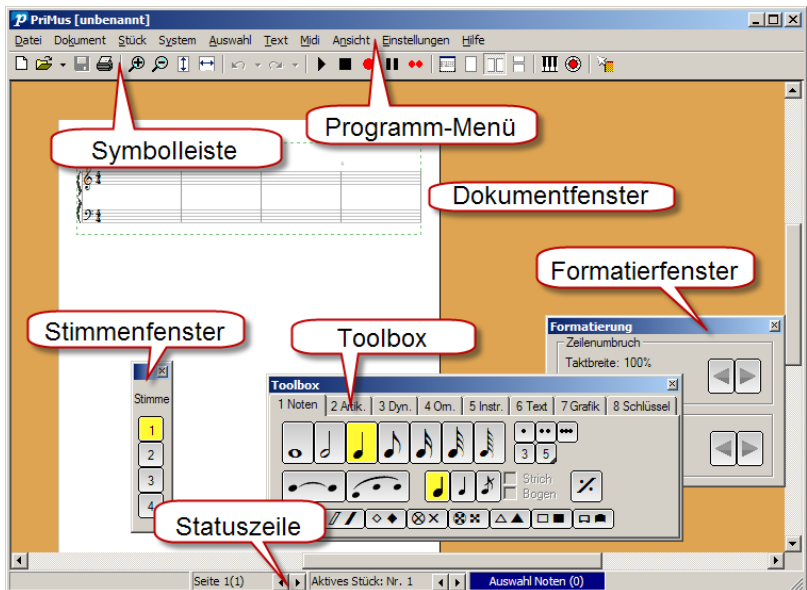 PriMus [unbenannt]
Datei Dokument Stück System Auswahl Text Midi Ansicht Einstellungen Hilfe
Programm-Menü
Symbolleiste
Dokumentfenster
Formatierfenster
Stimmenfenster
Toolbox
Formatierung
Zeilenumbruch
Taktbreite: 100%
Stimme
1
2
3
4
Toolbox
1 Noten 2 Artik. 3 Dyn. 4 Orn. 5 Instr. 6 Text 7 Grafik 8 Schlüssel
3 5
Strich
Bogen
Statuszeile
Seite 1(1) Aktives Stück: Nr. 1 Auswahl Noten (0)